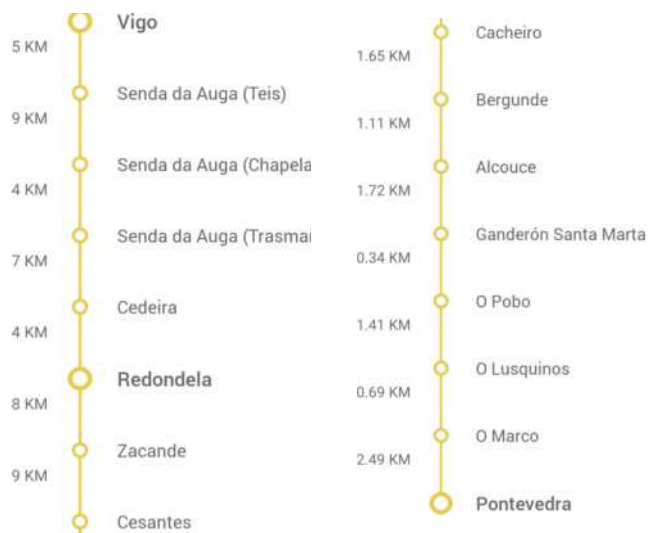 Vigo
5 KM
Senda da Auga (Teis)
9 KM
Senda da Auga (Chapela
4 KM
Senda da Auga (Trasmai
7 KM
Cedeira
4 KM
Redondela
8 KM
Zacande
9 KM
Cesantes
Cacheiro
1.65 KM
Bergunde
1.11 KM
Alcouce
1.72 KM
Ganderón Santa Marta
0.34 KM
O Pobo
1.41 KM
O Lusquinos
0.69 KM
O Marco
2.49 KM
Pontevedra